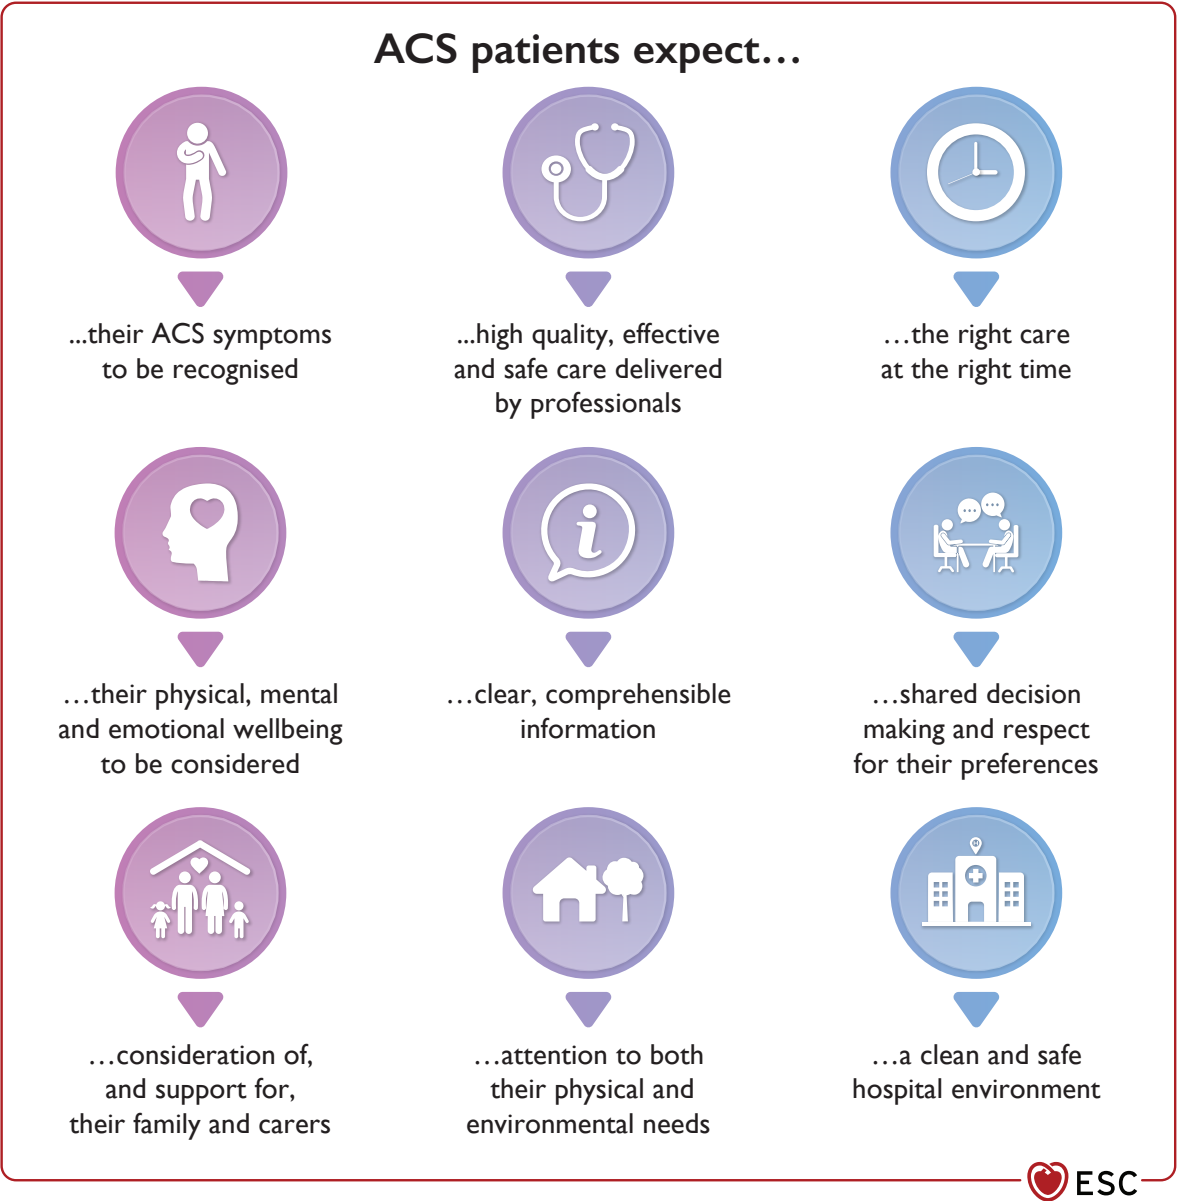 ACS patients expect…
...their ACS symptoms
to be recognised
...high quality, effective
and safe care delivered
by professionals
…the right care
at the right time
…their physical, mental
and emotional wellbeing
to be considered
…clear, comprehensible
information
…shared decision
making and respect
for their preferences
…consideration of,
and support for,
their family and carers
…attention to both
their physical and
environmental needs
…a clean and safe
hospital environment
ESC